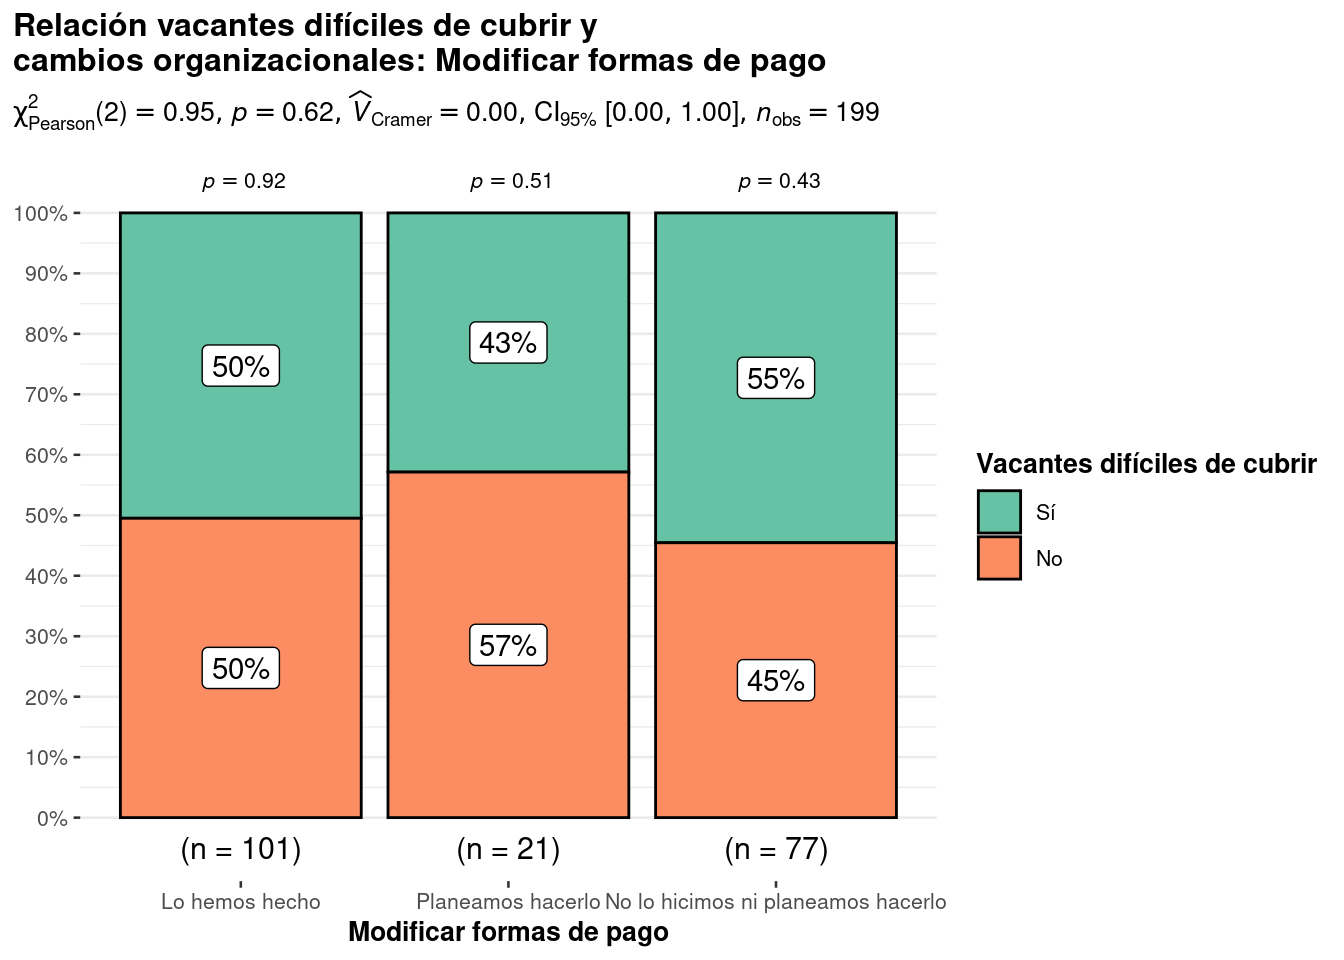 Relación vacantes difíciles de cubrir y
cambios organizacionales: Modificar formas de pago
χ²Pearson(2) = 0.95, p = 0.62, V̂Cramer = 0.00, CI95% [0.00, 1.00], nobs = 199
p = 0.92 p = 0.51 p = 0.43
100%
90%
80%
70%
60%
50%
40%
30%
20%
10%
0%
50% 43% 55%
50% 57% 45%
(n = 101) (n = 21) (n = 77)
Lo hemos hecho Planeamos hacerlo No lo hicimos ni planeamos hacerlo
Modificar formas de pago
Vacantes difíciles de cubrir
Sí
No